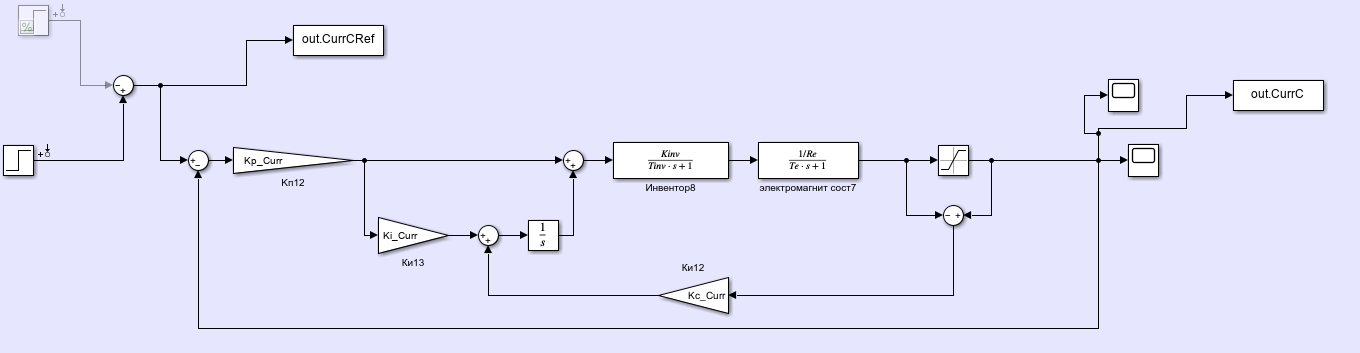 out.CurrCRef
out.CurrC
Kp_Curr
Кп12
Kinv
Tinv·s+1
Инвентор8
1/Re
Te·s+1
электромагнит сост7
Ki_Curr
Ки13
1
s
Ки12
Kc_Curr